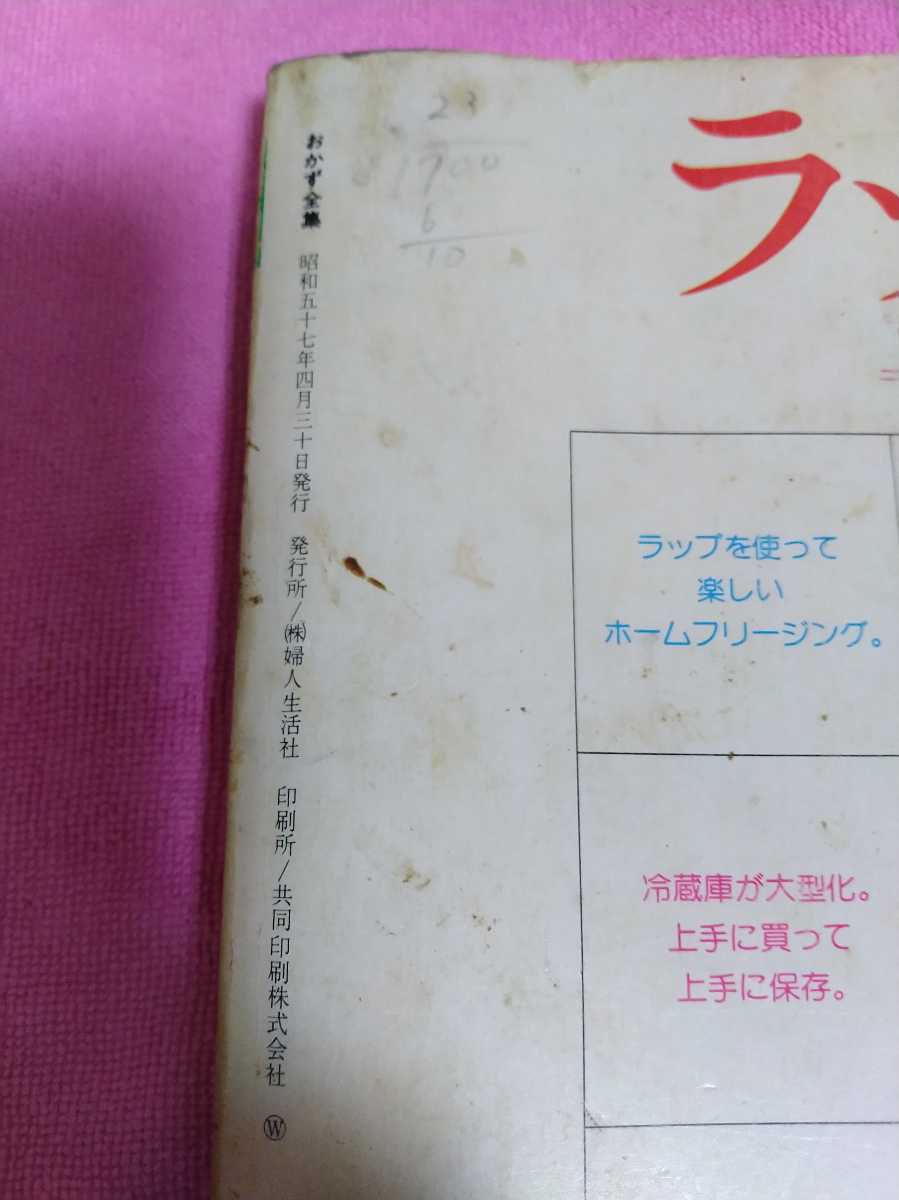 おかず全集 昭和五十七年四月三十日発行 発行所/㈱婦人生活社 印刷所/共同印刷株式会社 Ⓦ
23
1700
6
10
ラッ
ラップを使って
楽しい
ホームフリージング。
冷蔵庫が大型化。
上手に買って
上手に保存。